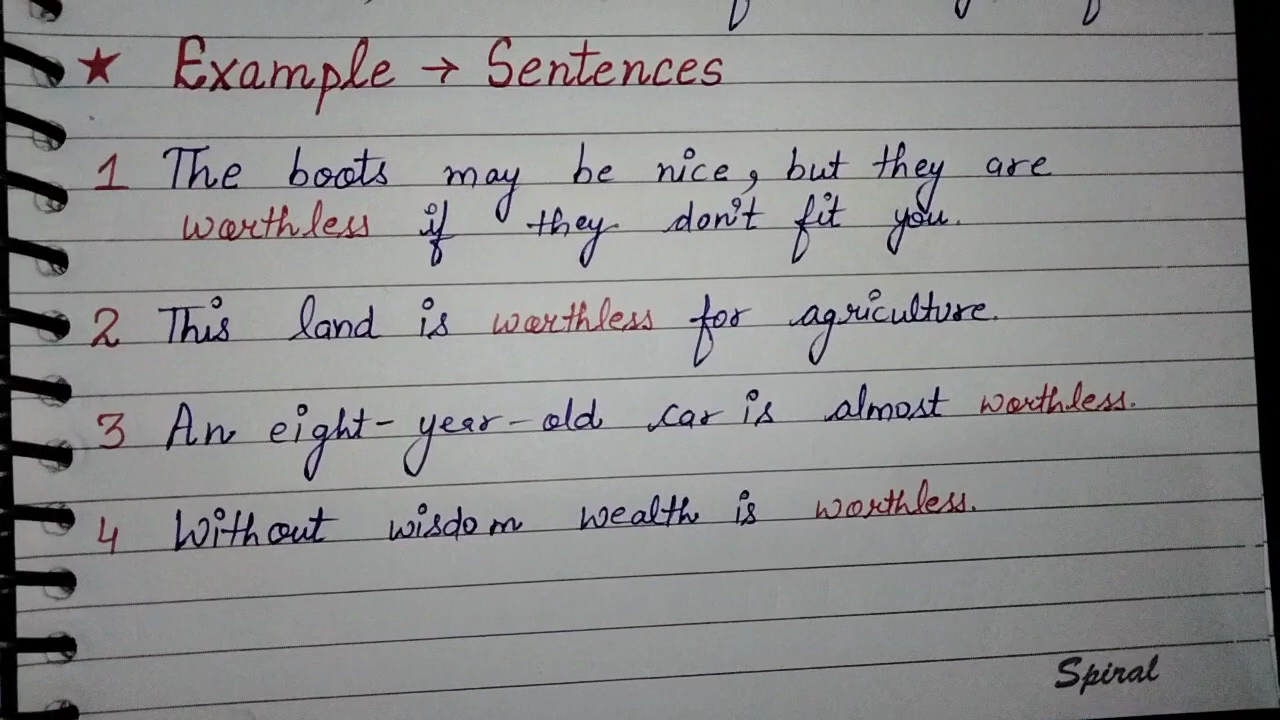 ★ Example → Sentences
1 The boots may be nice, but they are
worthless if they don't fit you.
2 This land is worthless for agriculture.
3 An eight-year-old car is almost worthless.
4 Without wisdom wealth is worthless.
Spiral